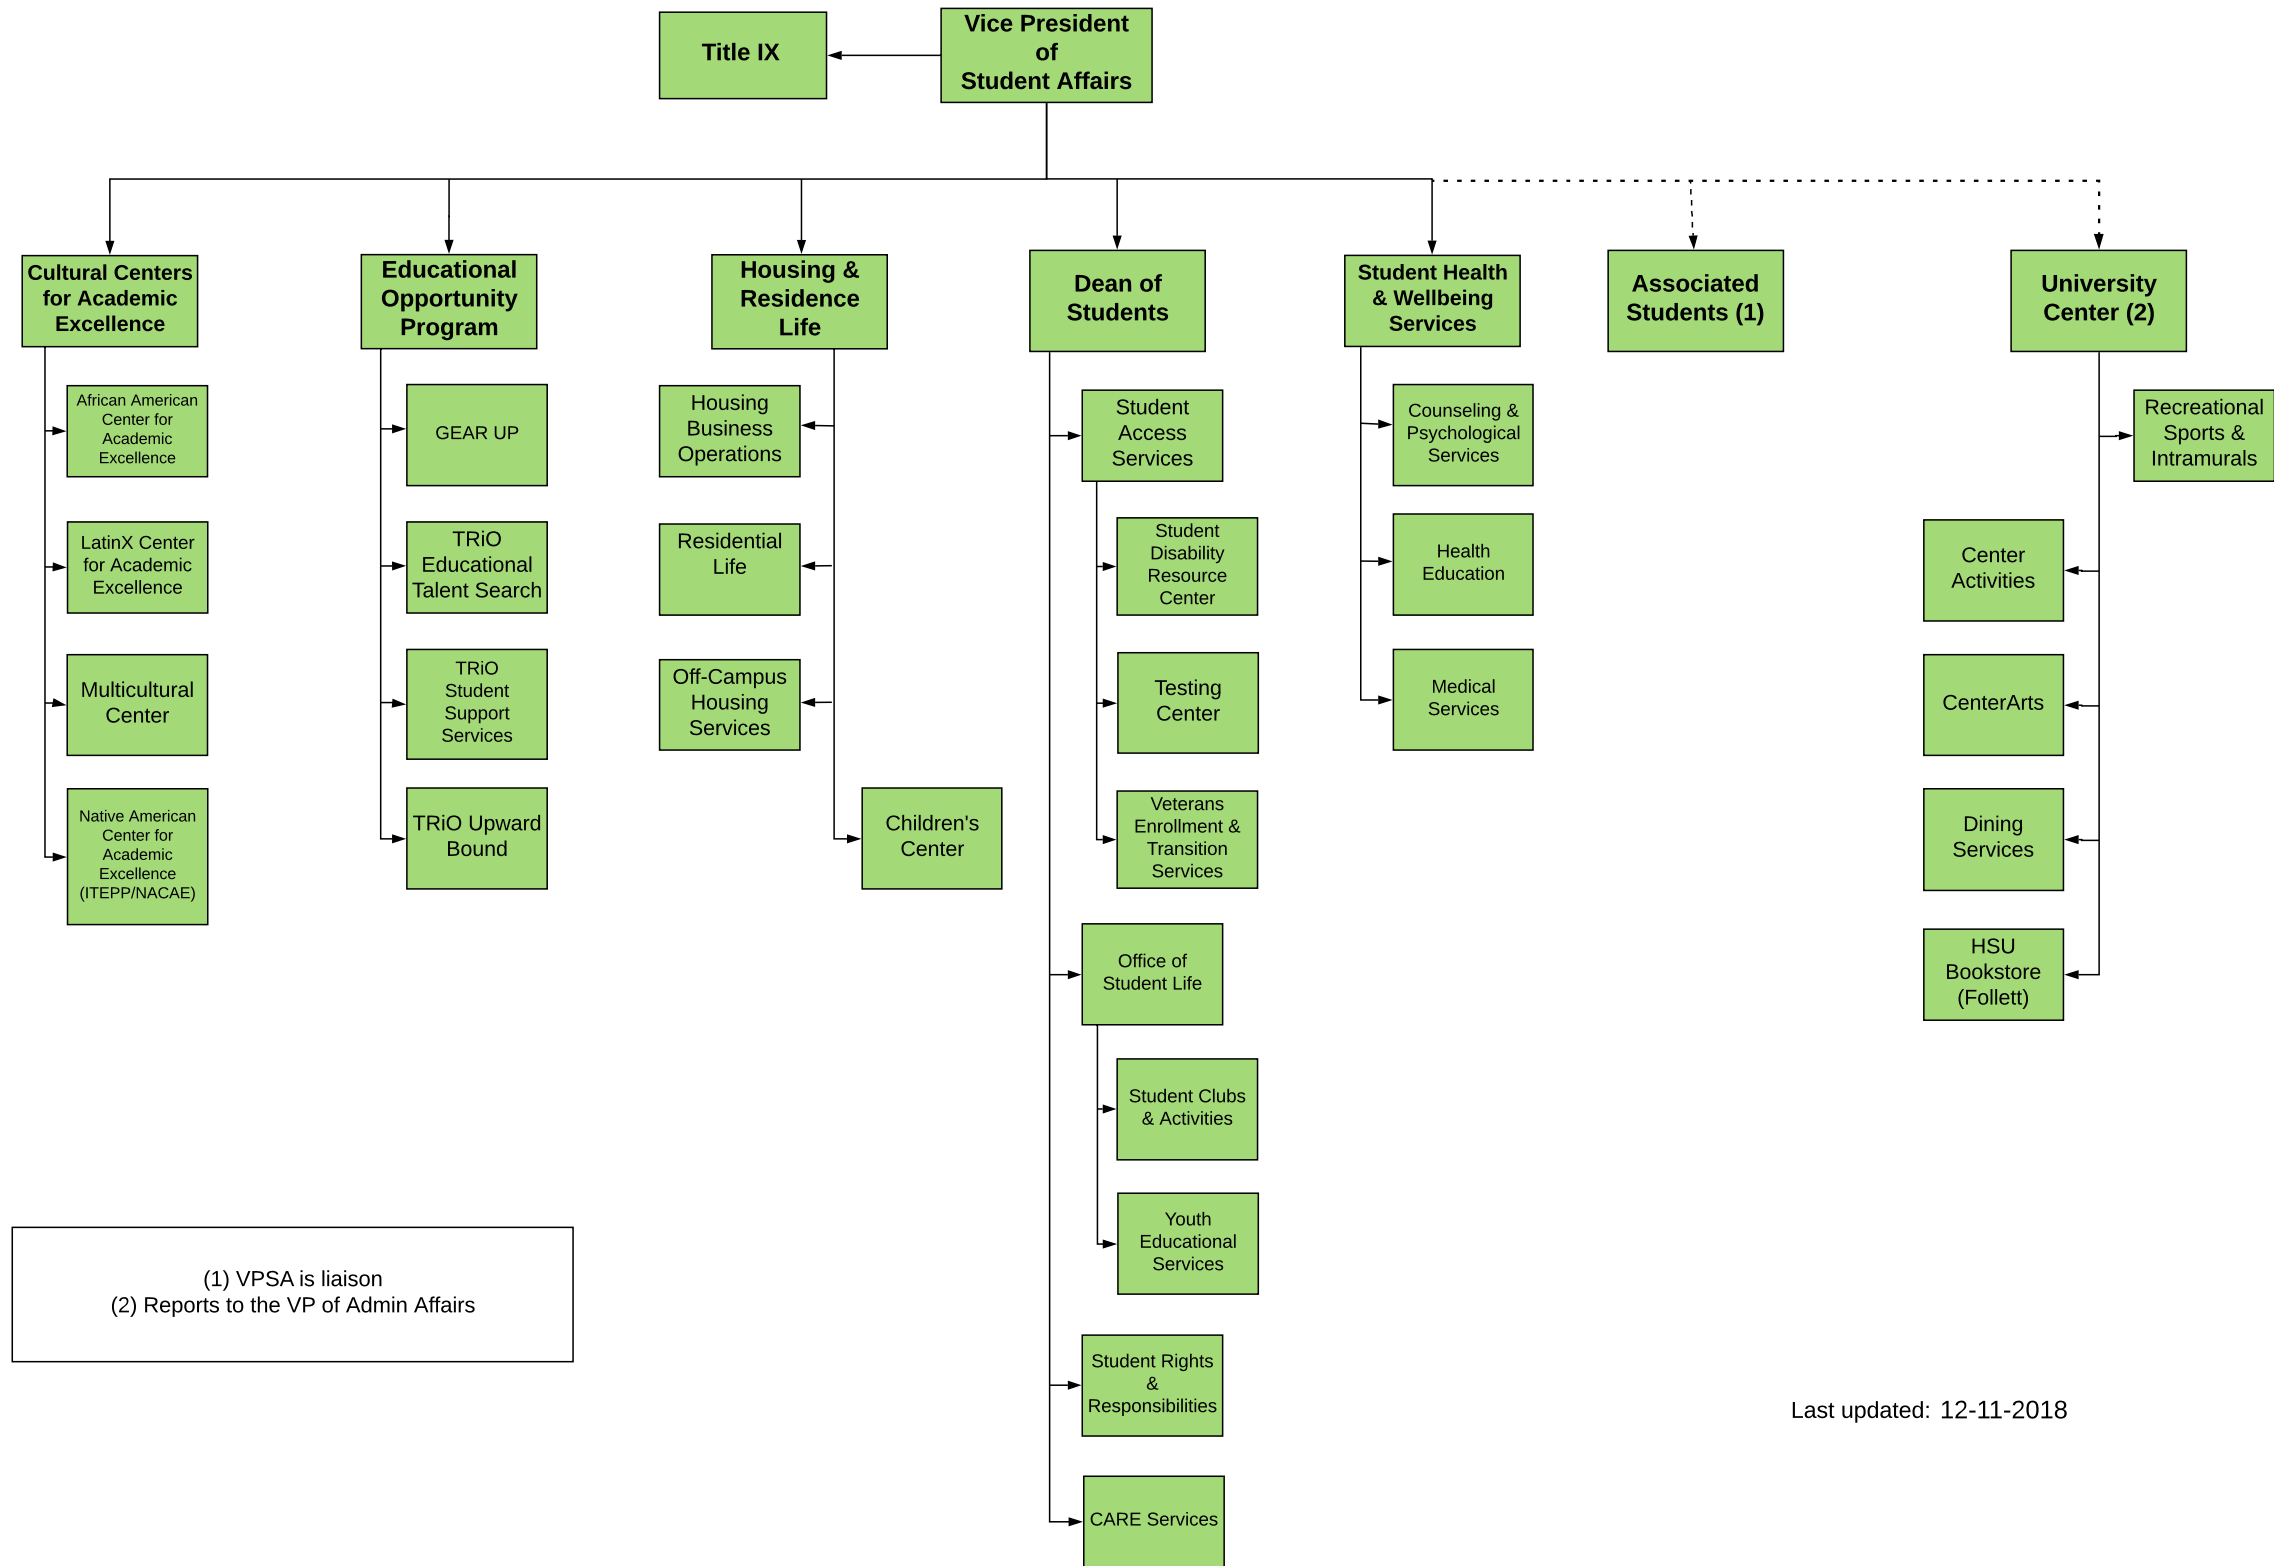 Title IX
Vice President
of
Student Affairs
Cultural Centers
for Academic
Excellence
Educational
Opportunity
Program
Housing &
Residence
Life
Dean of
Students
Student Health
& Wellbeing
Services
Associated
Students (1)
University
Center (2)
African American
Center for
Academic
Excellence
LatinX Center
for Academic
Excellence
Multicultural
Center
Native American
Center for
Academic
Excellence
(ITEPP/NACAE)
GEAR UP
TRiO
Educational
Talent Search
TRiO
Student
Support
Services
TRiO Upward
Bound
Housing
Business
Operations
Residential
Life
Off-Campus
Housing
Services
Children's
Center
Student
Access
Services
Student
Disability
Resource
Center
Testing
Center
Veterans
Enrollment &
Transition
Services
Office of
Student Life
Student Clubs
& Activities
Youth
Educational
Services
Student Rights
&
Responsibilities
CARE Services
Counseling &
Psychological
Services
Health
Education
Medical
Services
Recreational
Sports &
Intramurals
Center
Activities
CenterArts
Dining
Services
HSU
Bookstore
(Follett)
(1) VPSA is liaison
(2) Reports to the VP of Admin Affairs
Last updated: 12-11-2018